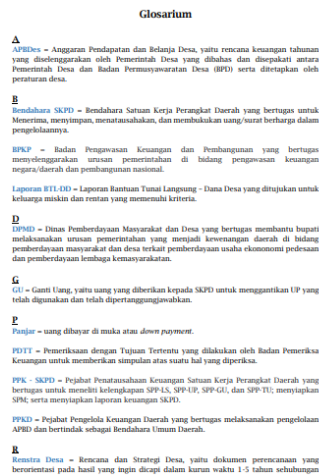 Glosarium
A
APBDes = Anggaran Pendapatan dan Belanja Desa, yaitu rencana keuangan tahunan
yang diselenggarakan oleh Pemerintah Desa yang dibahas dan disepakati antara
Pemerintah Desa dan Badan Permusyawaratan Desa (BPD) serta ditetapkan oleh
peraturan desa.
B
Bendahara SKPD = Bendahara Satuan Kerja Perangkat Daerah yang bertugas untuk
Menerima, menyimpan, menatausahakan, dan membukukan uang/surat berharga dalam
pengelolaannya.
BPKP = Badan Pengawasan Keuangan dan Pembangunan yang bertugas
menyelenggarakan urusan pemerintahan di bidang pengawasan keuangan
negara/daerah dan pembangunan nasional.
Laporan BTL-DD = Laporan Bantuan Tunai Langsung - Dana Desa yang ditujukan untuk
keluarga miskin dan rentan yang memenuhi kriteria.
D
DPMD = Dinas Pemberdayaan Masyarakat dan Desa yang bertugas membantu bupati
melaksanakan urusan pemerintahan yang menjadi kewenangan daerah di bidang
pemberdayaan masyarakat dan desa terkait pemberdayaan usaha ekonomi pedesaan
dan pemberdayaan lembaga kemasyarakatan.
G
GU = Ganti Uang, yaitu uang yang diberikan kepada SKPD untuk menggantikan UP yang
telah digunakan dan telah dipertanggungjawabkan.
P
Panjar = uang dibayar di muka atau down payment.
PDTT = Pemeriksaan dengan Tujuan Tertentu yang dilakukan oleh Badan Pemeriksa
Keuangan untuk memberikan simpulan atas suatu hal yang diperiksa.
PPK - SKPD = Pejabat Penatausahaan Keuangan Satuan Kerja Perangkat Daerah yang
bertugas untuk meneliti kelengkapan SPP-LS, SPP-UP, SPP-GU, dan SPP-TU; menyiapkan
SPM; serta menyiapkan laporan keuangan SKPD.
PPKD = Pejabat Pengelola Keuangan Daerah yang bertugas melaksanakan pengelolaan
APBD dan bertindak sebagai Bendahara Umum Daerah.
R
Renstra Desa = Rencana dan Strategi Desa, yaitu dokumen perencanaan yang
berorientasi pada hasil yang ingin dicapai dalam kurun waktu 1-5 tahun sehubungan